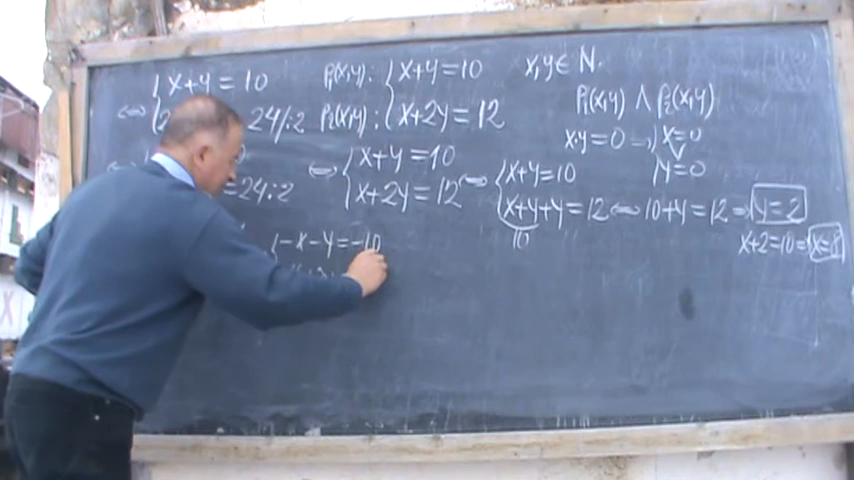 x+y=10
P₁(x,y): { x+y=10
x,y∈N.
⇔ 24/:2
P₂(x,y): { x+2y=12
P₁(x,y) ∧ P₂(x,y)
x·y=0 ⇒ x=0
∨
y=0
⇔ { x+y=10
=24:2
x+2y=12 ⇔ { x+y=10
x+y+y=12 ⇔ 10+y=12 ⇒ y=2
10
x+2=10 ⇒ x=8
-x-y=-10